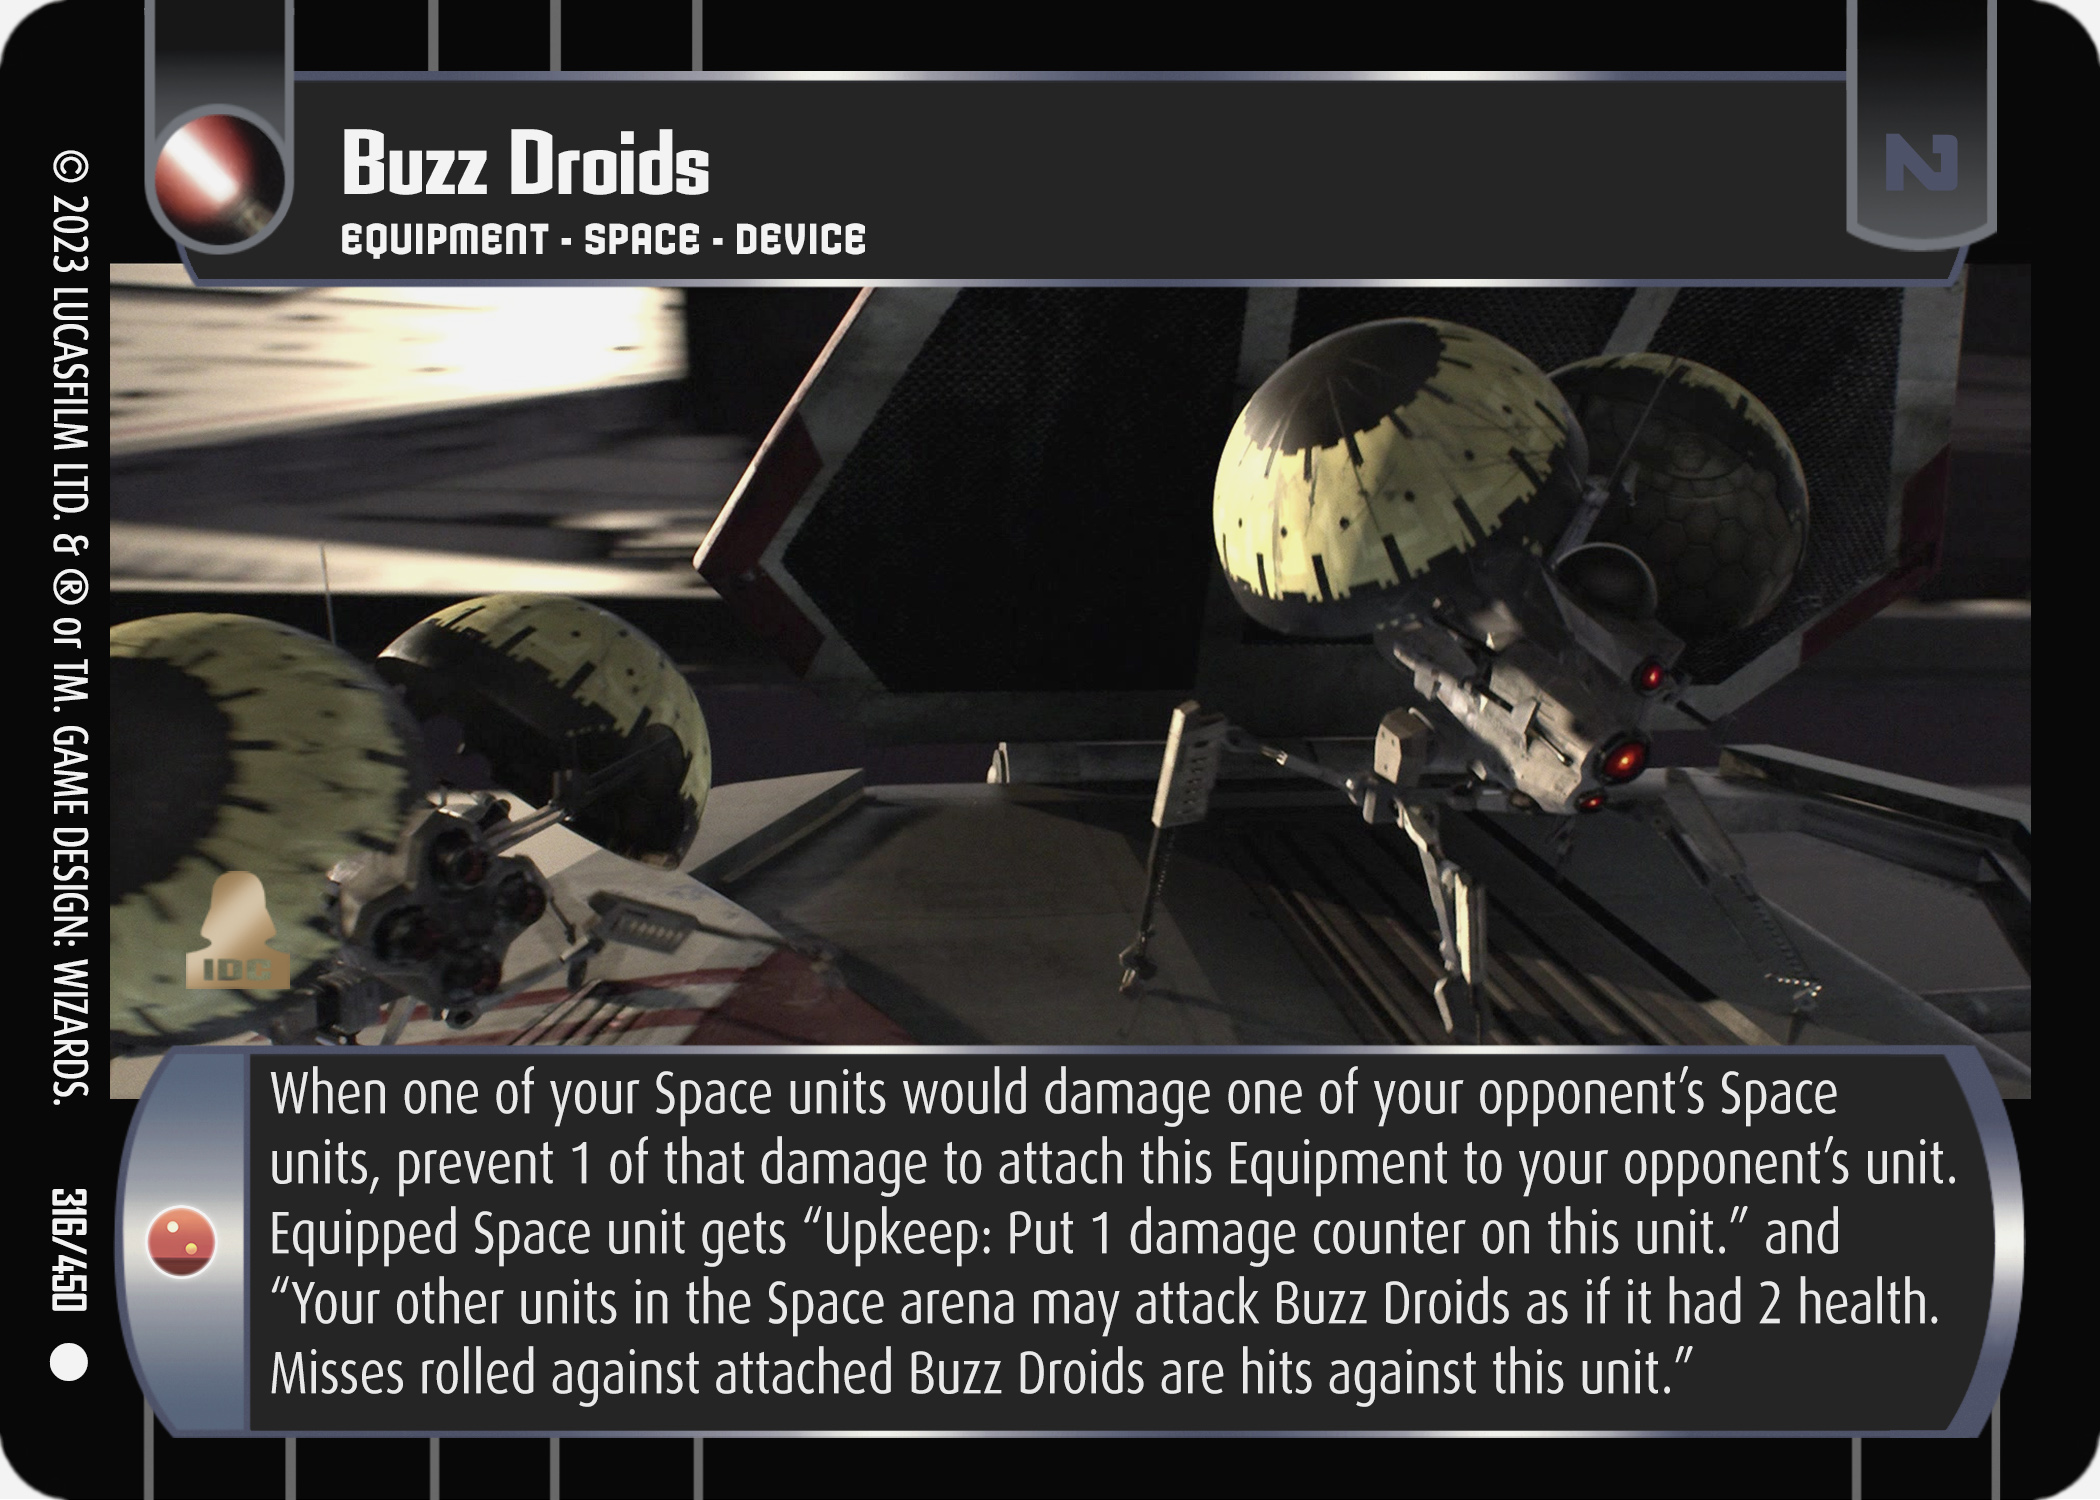 Buzz Droids
EQUIPMENT - SPACE - DEVICE
2
© 2023 LUCASFILM LTD. & ® or TM. GAME DESIGN: WIZARDS.
316/450
IDC
When one of your Space units would damage one of your opponent’s Space
units, prevent 1 of that damage to attach this Equipment to your opponent’s unit.
Equipped Space unit gets “Upkeep: Put 1 damage counter on this unit.” and
“Your other units in the Space arena may attack Buzz Droids as if it had 2 health.
Misses rolled against attached Buzz Droids are hits against this unit.”